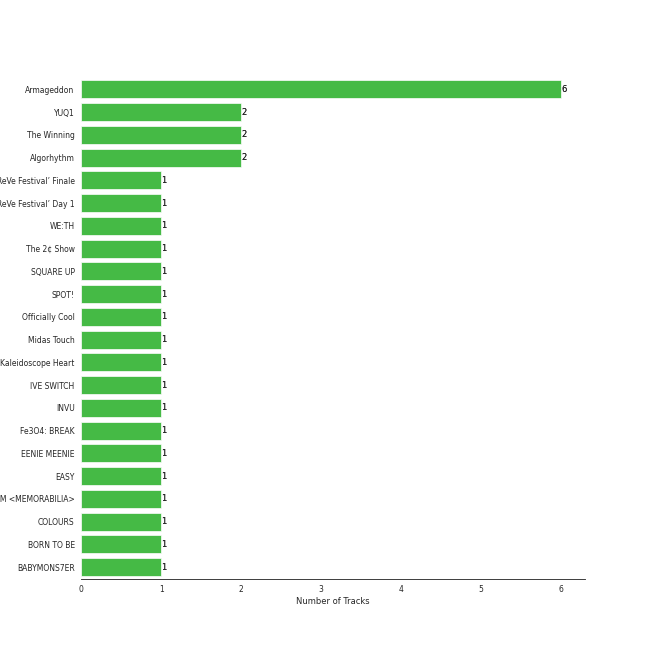 Armageddon 6
YUQ1 2
The Winning 2
Algorhythm 2
ReVe Festival' Finale 1
ReVe Festival' Day 1 1
WE:TH 1
The 2¢ Show 1
SQUARE UP 1
SPOT! 1
Officially Cool 1
Midas Touch 1
Kaleidoscope Heart 1
IVE SWITCH 1
INVU 1
Fe3O4: BREAK 1
EENIE MEENIE 1
EASY 1
M <MEMORABILIA> 1
COLOURS 1
BORN TO BE 1
BABYMONS7ER 1
0 1 2 3 4 5 6
Number of Tracks